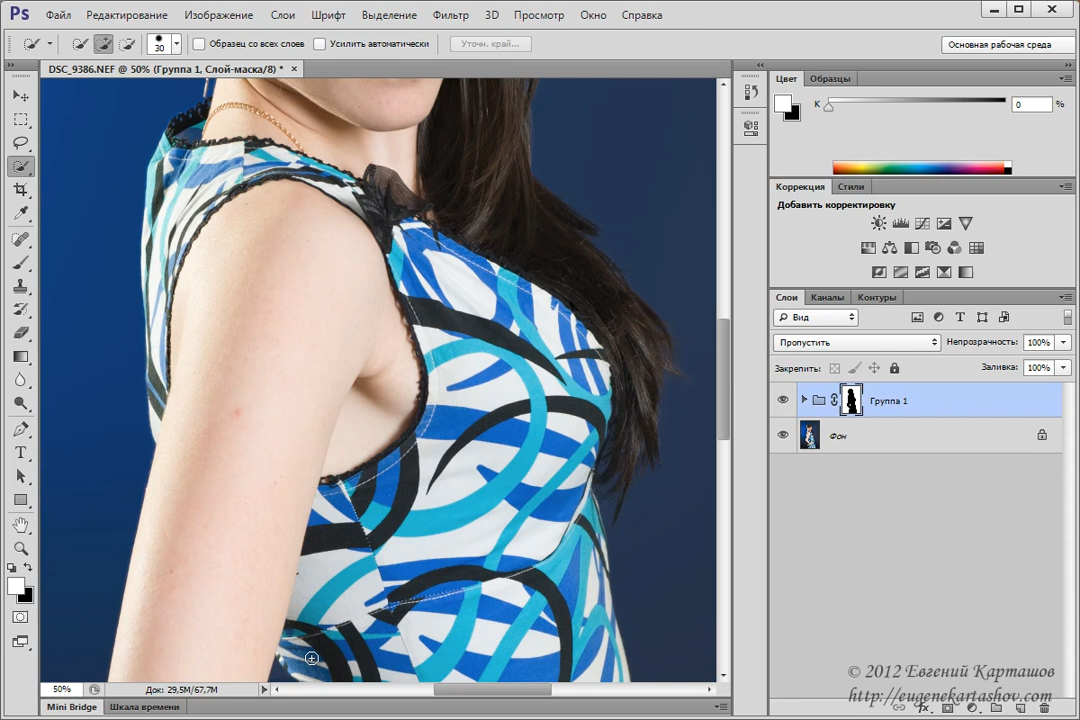 Ps Файл Редактирование Изображение Слои Шрифт Выделение Фильтр 3D Просмотр Окно Справка
30 Образец со всех слоев Усилить автоматически Уточн. край... Основная рабочая среда
DSC_9386.NEF @ 50% (Группа 1, Слой-маска/8) * ×
Цвет Образцы
K 0 %
Коррекция Стили
Добавить корректировку
Слои Каналы Контуры
Вид
Пропустить Непрозрачность: 100%
Закрепить: Заливка: 100%
Группа 1
Фон
© 2012 Евгений Карташов
http://eugenekartashov.com
50% Док: 29,5M/67,7M
Mini Bridge Шкала времени